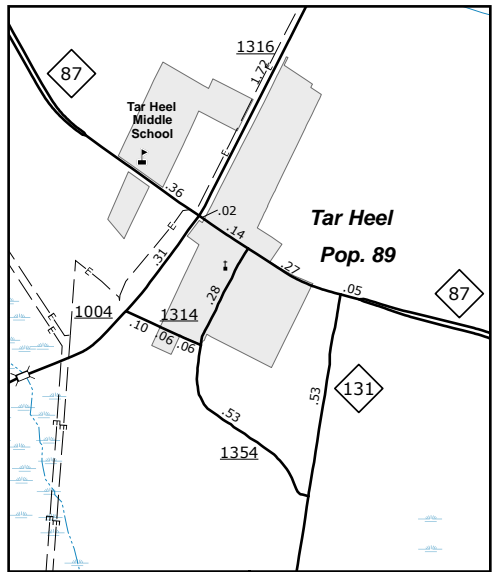 1316
1.72
87
Tar Heel
Middle
School
E
.36
.02
E
.14
Tar Heel
Pop. 89
.31
E
.27
.05
87
E
.28
1004
1314
.10
.06
.06
E
.53
131
.53
1354
E
E
E
E